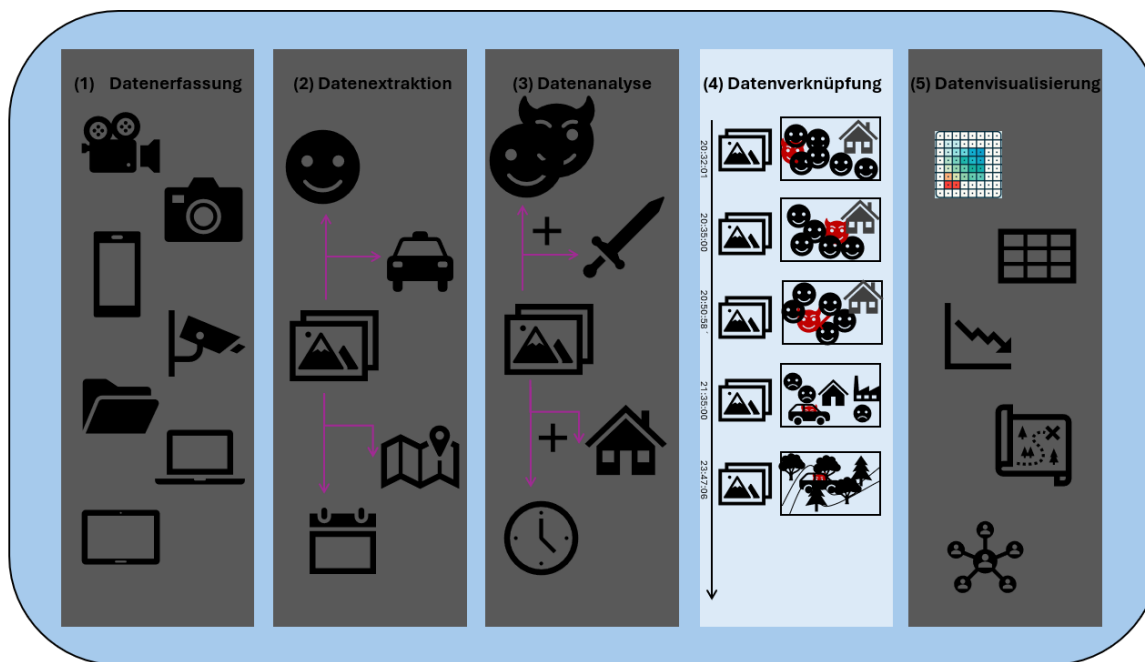 (1) Datenerfassung
(2) Datenextraktion
(3) Datenanalyse
(4) Datenverknüpfung
(5) Datenvisualisierung
20:32:01
20:35:00
20:50:58
21:35:00
23:47:06